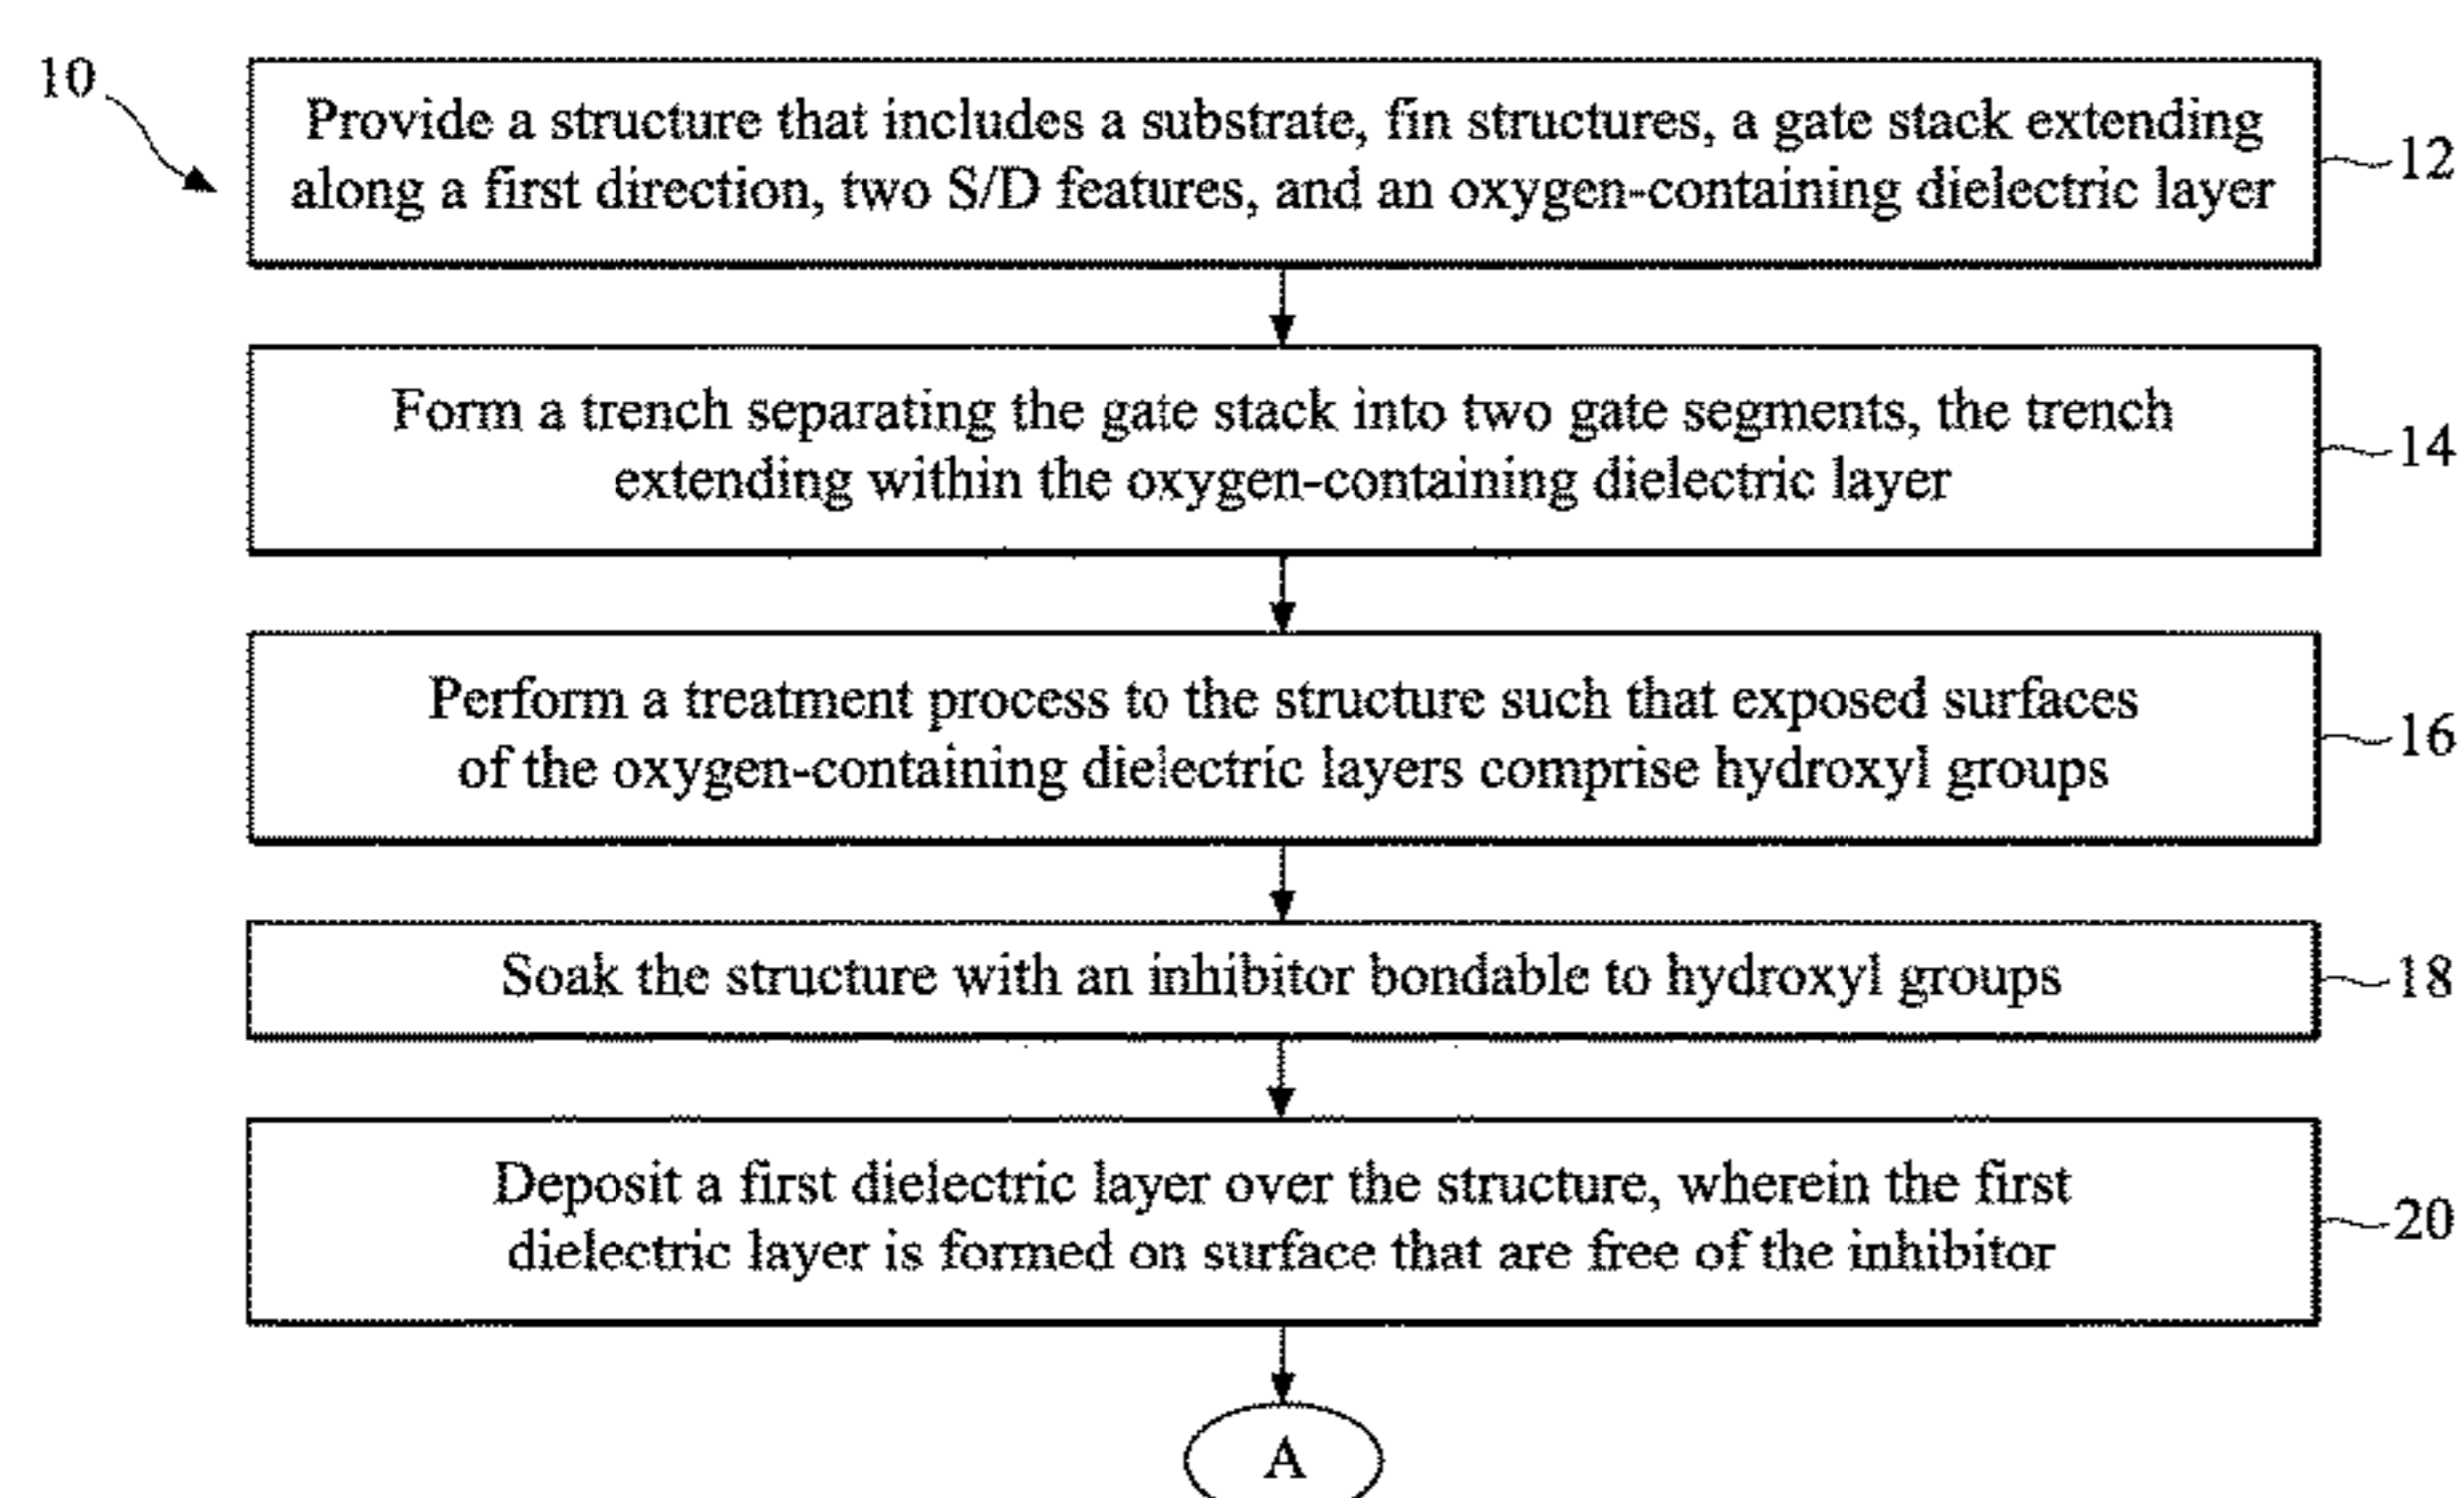 10
Provide a structure that includes a substrate, fin structures, a gate stack extending
along a first direction, two S/D features, and an oxygen-containing dielectric layer
12
Form a trench separating the gate stack into two gate segments, the trench
extending within the oxygen-containing dielectric layer
14
Perform a treatment process to the structure such that exposed surfaces
of the oxygen-containing dielectric layers comprise hydroxyl groups
16
Soak the structure with an inhibitor bondable to hydroxyl groups
18
Deposit a first dielectric layer over the structure, wherein the first
dielectric layer is formed on surface that are free of the inhibitor
20
A